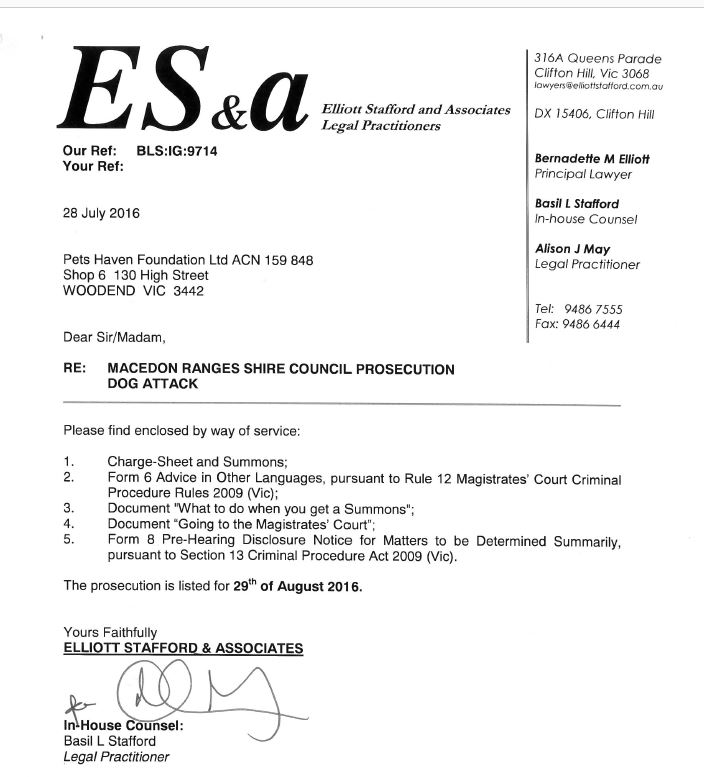 ES&a
Elliott Stafford and Associates
Legal Practitioners
316A Queens Parade
Clifton Hill, Vic 3068
lawyers@elliottstafford.com.au
DX 15406, Clifton Hill
Bernadette M Elliott
Principal Lawyer
Basil L Stafford
In-house Counsel
Alison J May
Legal Practitioner
Tel: 9486 7555
Fax: 9486 6444
Our Ref: BLS:IG:9714
Your Ref:
28 July 2016
Pets Haven Foundation Ltd ACN 159 848
Shop 6 130 High Street
WOODEND VIC 3442
Dear Sir/Madam,
RE: MACEDON RANGES SHIRE COUNCIL PROSECUTION
DOG ATTACK
Please find enclosed by way of service:
1. Charge-Sheet and Summons;
2. Form 6 Advice in Other Languages, pursuant to Rule 12 Magistrates' Court Criminal
Procedure Rules 2009 (Vic);
3. Document "What to do when you get a Summons";
4. Document "Going to the Magistrates' Court";
5. Form 8 Pre-Hearing Disclosure Notice for Matters to be Determined Summarily,
pursuant to Section 13 Criminal Procedure Act 2009 (Vic).
The prosecution is listed for 29th of August 2016.
Yours Faithfully
ELLIOTT STAFFORD & ASSOCIATES
for
In-House Counsel:
Basil L Stafford
Legal Practitioner